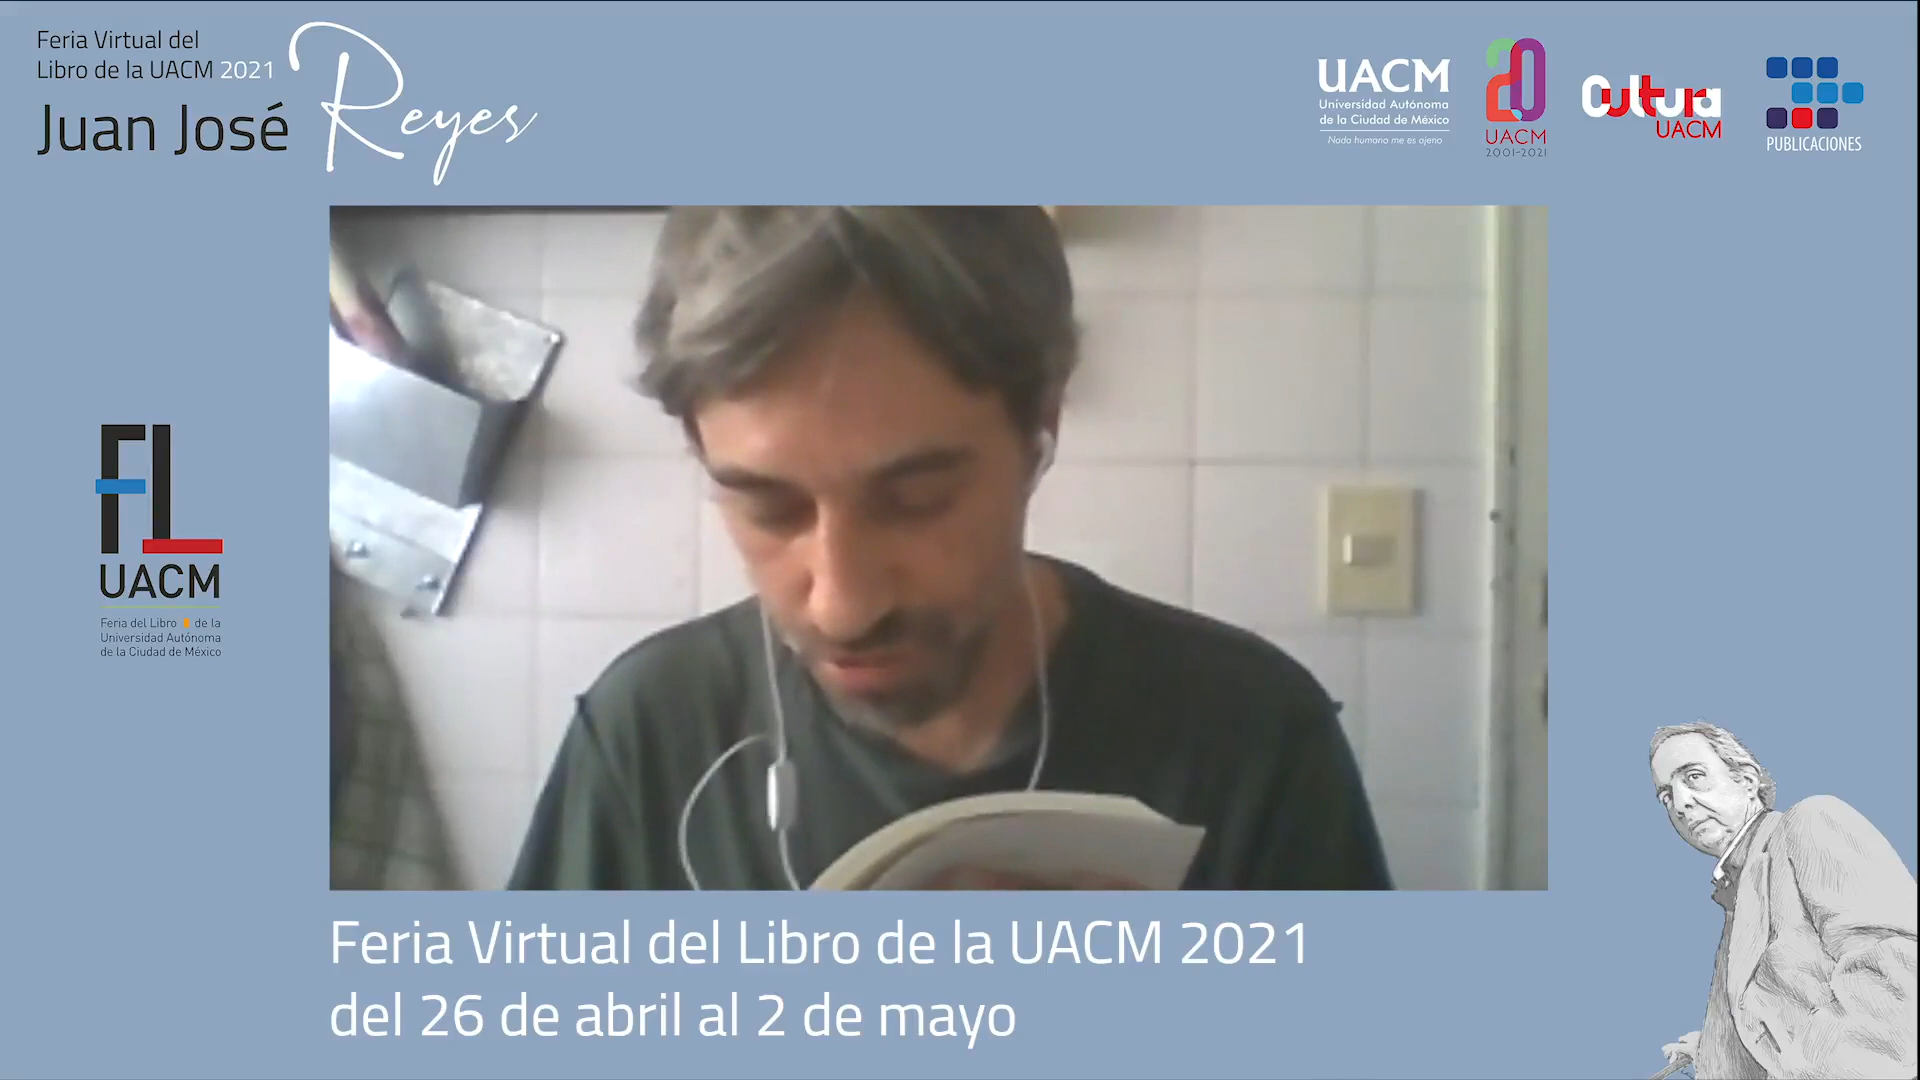 Feria Virtual del
Libro de la UACM 2021
Juan José Reyes
UACM
Universidad Autónoma
de la Ciudad de México
Nada humano me es ajeno
20
UACM
2001-2021
Cultura
UACM
PUBLICACIONES
FL
UACM
Feria del Libro de la
Universidad Autónoma
de la Ciudad de México
Feria Virtual del Libro de la UACM 2021
del 26 de abril al 2 de mayo